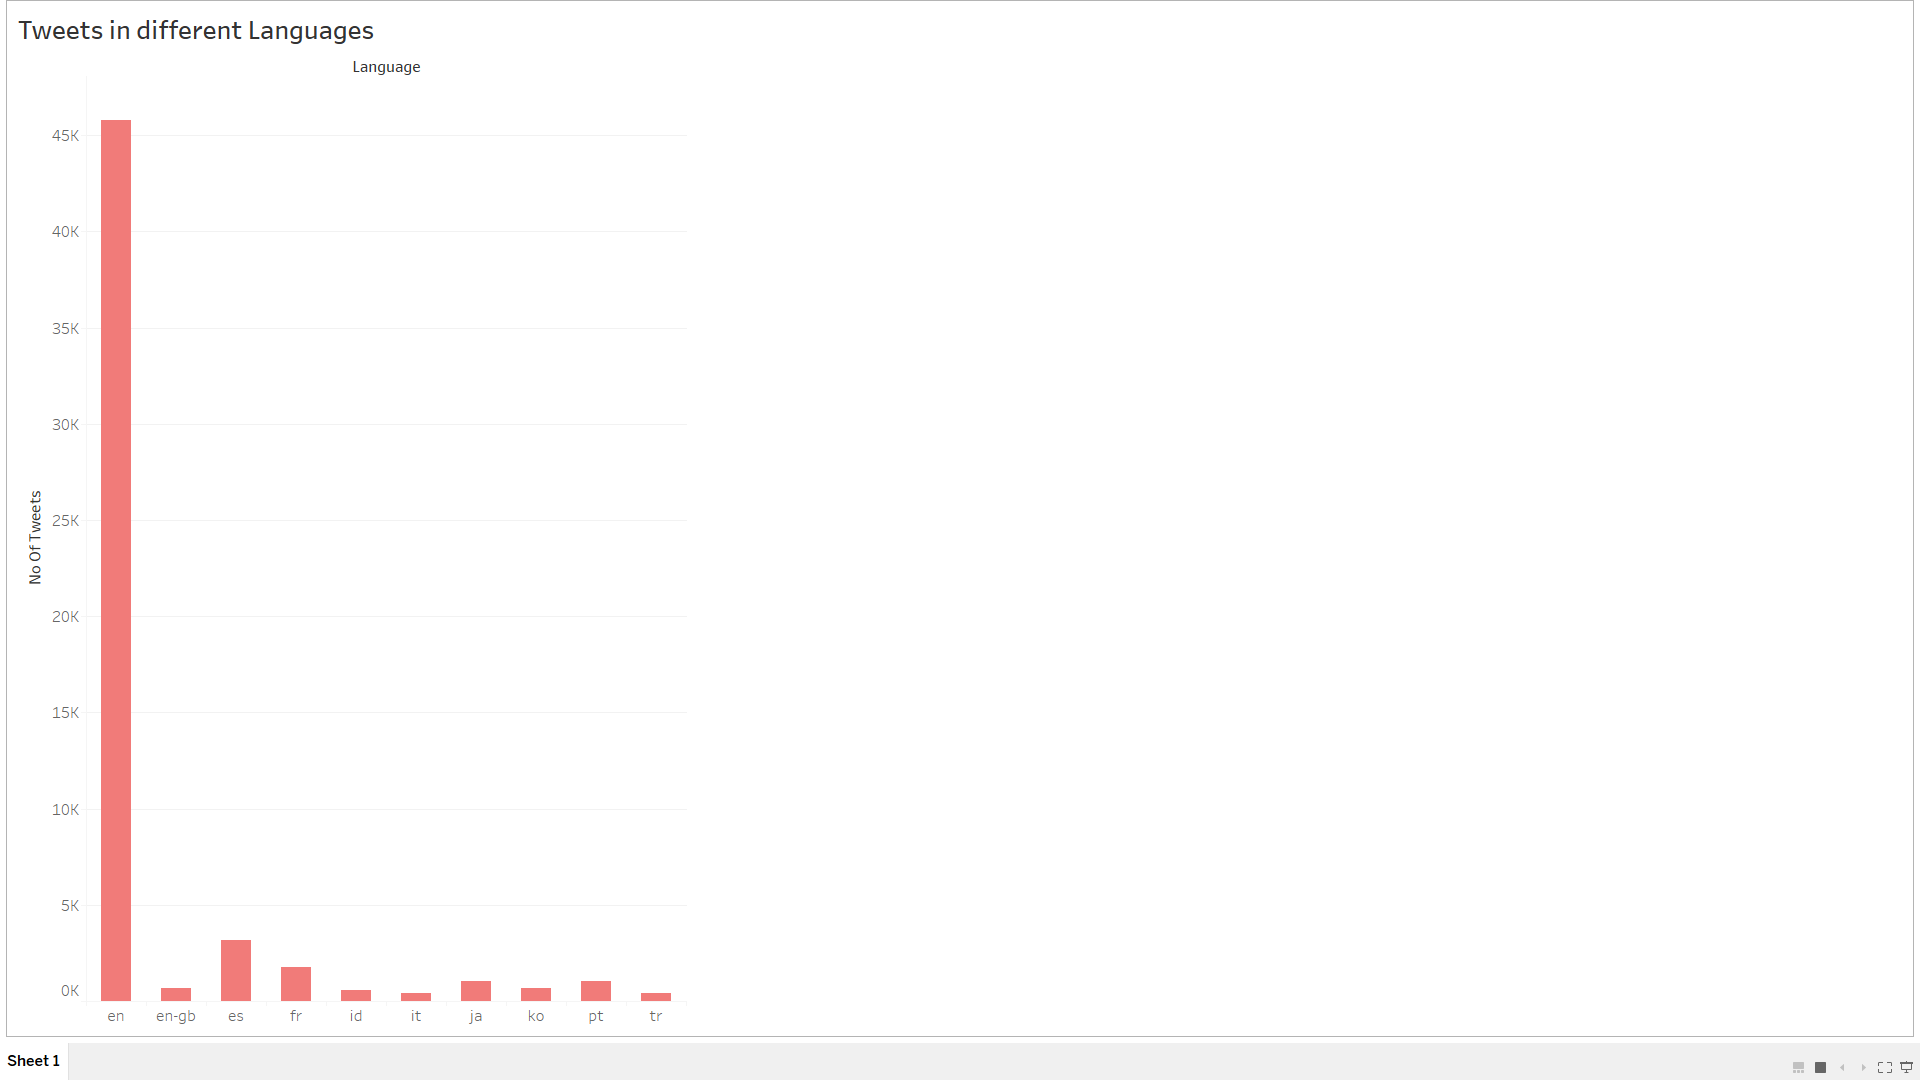 Tweets in different Languages
Language
No Of Tweets
45K
40K
35K
30K
25K
20K
15K
10K
5K
0K
en en-gb es fr id it ja ko pt tr
Sheet 1